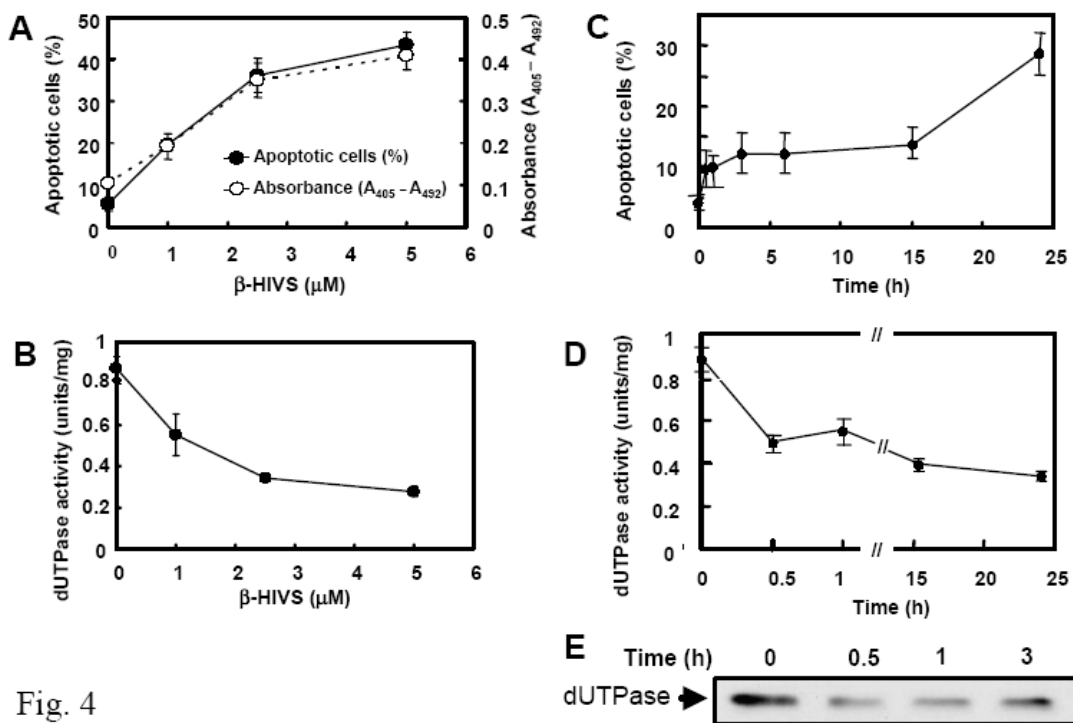 A
Apoptotic cells (%)
50
40
30
20
10
0
0.5
0.4
0.3
0.2
0.1
0
Absorbance (A405 – A492)
Apoptotic cells (%)
Absorbance (A405 – A492)
0 1 2 3 4 5 6
β-HIVS (μM)
B
dUTPase activity (units/mg)
1
0.8
0.6
0.4
0.2
0
0 1 2 3 4 5 6
β-HIVS (μM)
C
Apoptotic cells (%)
30
20
10
0
0 5 10 15 20 25
Time (h)
D
dUTPase activity (units/mg)
1
0.8
0.6
0.4
0.2
0
//
//
//
0 0.5 1 15 20 25
Time (h)
E
Time (h) 0 0.5 1 3
dUTPase
Fig. 4